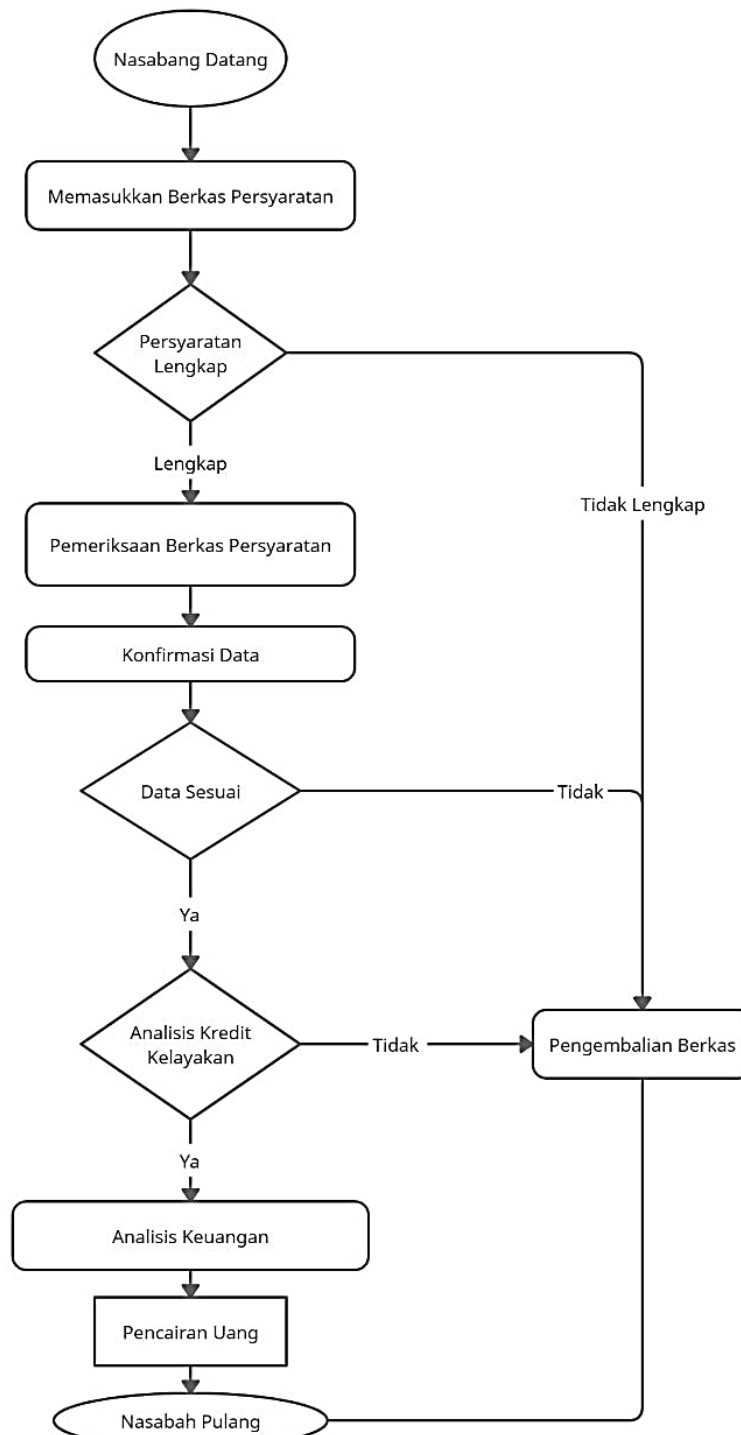 Nasabang Datang
Memasukkan Berkas Persyaratan
Persyaratan
Lengkap
Lengkap
Tidak Lengkap
Pemeriksaan Berkas Persyaratan
Konfirmasi Data
Data Sesuai
Tidak
Ya
Analisis Kredit
Kelayakan
Tidak
Pengembalian Berkas
Ya
Analisis Keuangan
Pencairan Uang
Nasabah Pulang